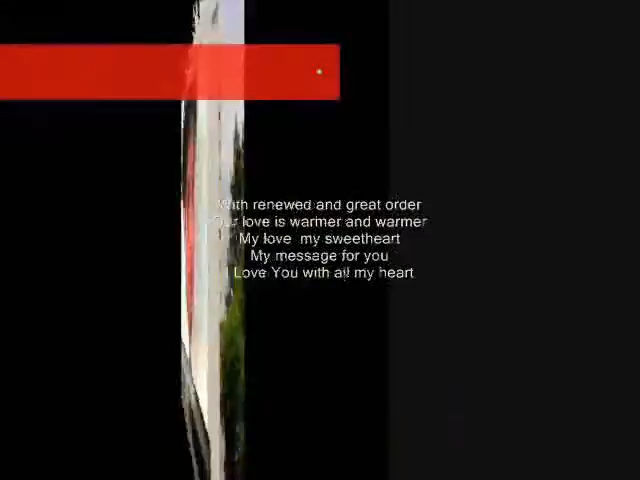 With renewed and great order
Our love is warmer and warmer
My love my sweetheart
My message for you
I Love You with all my heart